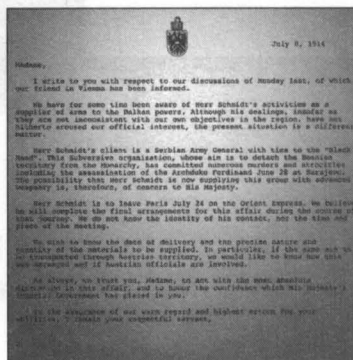 July 8, 1914
Madame,
I write to you with respect to our discussions of Monday last, of which
our friend in Vienna has been informed.
We have for some time been aware of Herr Schmidt's activities as a
supplier of arms to the Balkan powers. Although his dealings, insofar as
they are not inconsistent with our own objectives in the region, have not
hitherto aroused our official interest, the present situation is a different
matter.
Herr Schmidt's client is a Serbian Army General with ties to the "Black
Hand". This subversive organization, whose aim is to detach the Bosnian
territory from the Monarchy, has committed numerous murders and atrocities
including the assassination of the Archduke Ferdinand June 28 at Sarajevo.
The possibility that Herr Schmidt is now supplying this group with advanced
weaponry is, therefore, of concern to His Majesty.
Herr Schmidt is to leave Paris July 24 on the Orient Express. We believe
he will complete the final arrangements for this affair during the course of
that journey. We do not know the identity of his contact, nor the time and
place of the meeting.
We wish to know the date of delivery and the precise nature and
quantity of the materials to be supplied. In particular, if the same are to
be transported through Austrian territory, we would like to know how this
was arranged and if Austrian officials are involved.
As always, we trust you, Madame, to act with the most absolute
discretion in this affair, and to honor the confidence which His Majesty's
Imperial Government has placed in you.
In the assurance of our warm regard and highest esteem for your
abilities, I remain your respectful servant,